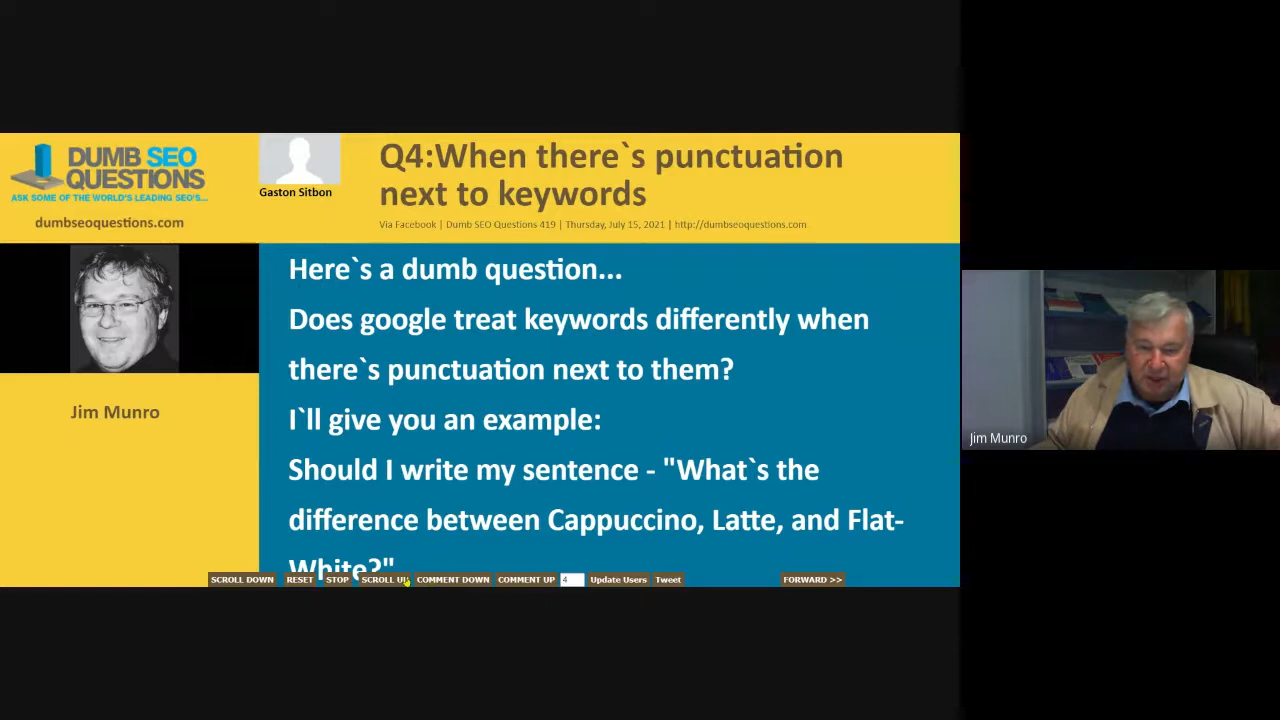 DUMB SEO
QUESTIONS
ASK SOME OF THE WORLD'S LEADING SEO'S...
dumbseoquestions.com
Gaston Sitbon
Q4:When there`s punctuation
next to keywords
Via Facebook | Dumb SEO Questions 419 | Thursday, July 15, 2021 | http://dumbseoquestions.com
Jim Munro
Here`s a dumb question...
Does google treat keywords differently when
there`s punctuation next to them?
I`ll give you an example:
Should I write my sentence - "What`s the
difference between Cappuccino, Latte, and Flat-
White?"
SCROLL DOWN RESET STOP SCROLL UP COMMENT DOWN COMMENT UP 4 Update Users Tweet FORWARD >>
Jim Munro